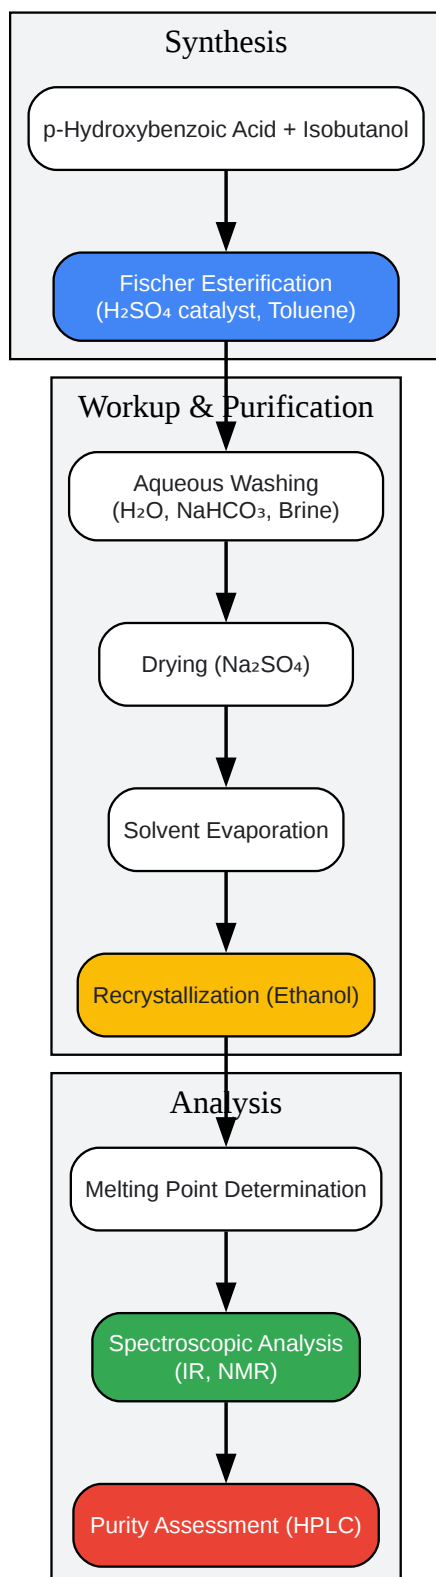 Synthesis
p-Hydroxybenzoic Acid + Isobutanol
Fischer Esterification
(H₂SO₄ catalyst, Toluene)
Workup & Purification
Aqueous Washing
(H₂O, NaHCO₃, Brine)
Drying (Na₂SO₄)
Solvent Evaporation
Recrystallization (Ethanol)
Analysis
Melting Point Determination
Spectroscopic Analysis
(IR, NMR)
Purity Assessment (HPLC)